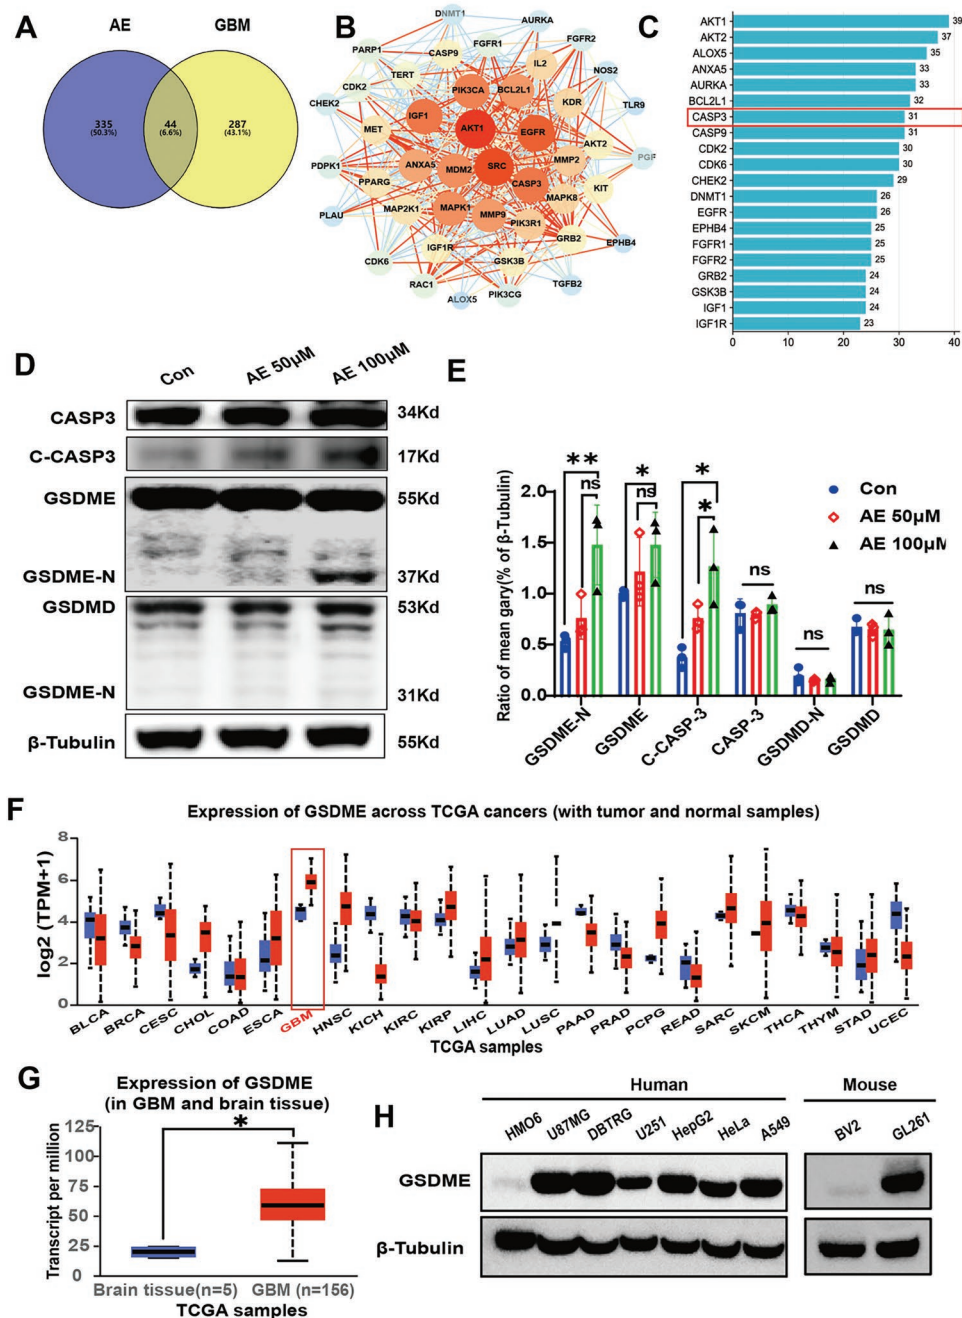 A
AE
GBM
335
(50.3%)
44
(6.6%)
287
(43.1%)
B
DNMT1
AURKA
PARP1
CASP9
FGFR1
FGFR2
IL2
NOS2
TERT
CDK2
PIK3CA
BCL2L1
KDR
TLR9
CHEK2
IGF1
AKT1
EGFR
MET
AKT2
PGF
PDPK1
ANXA5
MDM2
SRC
MMP2
PPARG
CASP3
KIT
MAPK8
PLAU
MAP2K1
MAPK1
MMP9
PIK3R1
GRB2
EPHB4
IGF1R
CDK6
GSK3B
RAC1
TGFB2
ALOX5
PIK3CG
C
AKT1 39
AKT2 37
ALOX5 35
ANXA5 33
AURKA 33
BCL2L1 32
CASP3 31
CASP9 31
CDK2 30
CDK6 30
CHEK2 29
DNMT1 26
EGFR 26
EPHB4 25
FGFR1 25
FGFR2 25
GRB2 24
GSK3B 24
IGF1 24
IGF1R 23
0 10 20 30 40
D
Con AE 50μM AE 100μM
CASP3 34Kd
C-CASP3 17Kd
GSDME 55Kd
GSDME-N 37Kd
GSDMD 53Kd
GSDME-N 31Kd
β-Tubulin 55Kd
E
Ratio of mean gary(% of β-Tubulin)
2.0
1.5
1.0
0.5
0.0
** ns
* ns
* *
ns
ns
ns
Con
AE 50μM
AE 100μM
GSDME-N GSDME C-CASP-3 CASP-3 GSDMD-N GSDMD
F
Expression of GSDME across TCGA cancers (with tumor and normal samples)
log2 (TPM+1)
8
6
4
2
0
BLCA BRCA CESC CHOL COAD ESCA GBM HNSC KICH KIRC KIRP LIHC LUAD LUSC PAAD PRAD PCPG READ SARC SKCM THCA THYM STAD UCEC
TCGA samples
G
Expression of GSDME
(in GBM and brain tissue)
Transcript per million
125
100
75
50
25
0
*
Brain tissue(n=5) GBM (n=156)
TCGA samples
H
Human Mouse
HMO6 U87MG DBTRG U251 HepG2 HeLa A549 BV2 GL261
GSDME
β-Tubulin